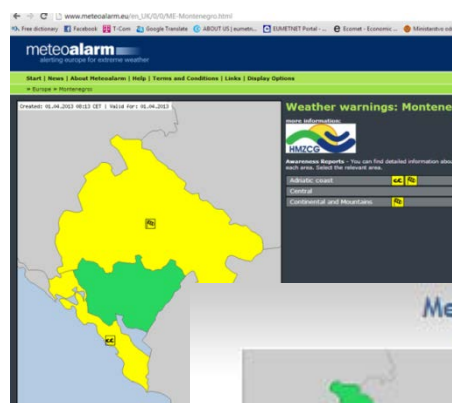 www.meteoalarm.eu/en_UK/0/0/ME-Montenegro.html
Free dictionary Facebook T-Com Google Translate ABOUT US | eumetn... EUMETNET Portal - ... Ecomet - Economic ...
meteoalarm
alerting europe for extreme weather
Start | News | About Meteoalarm | Help | Terms and Conditions | Links | Display Options
» Europe » Montenegro
Created: 01.04.2013 08:13 CET | Valid for: 01.04.2013
Weather warnings: Montene
more information:
HMZCG
Awareness Reports - You can find detailed information abou
each area. Select the relevant area.
Adriatic coast
Central
Continental and Mountains
Me